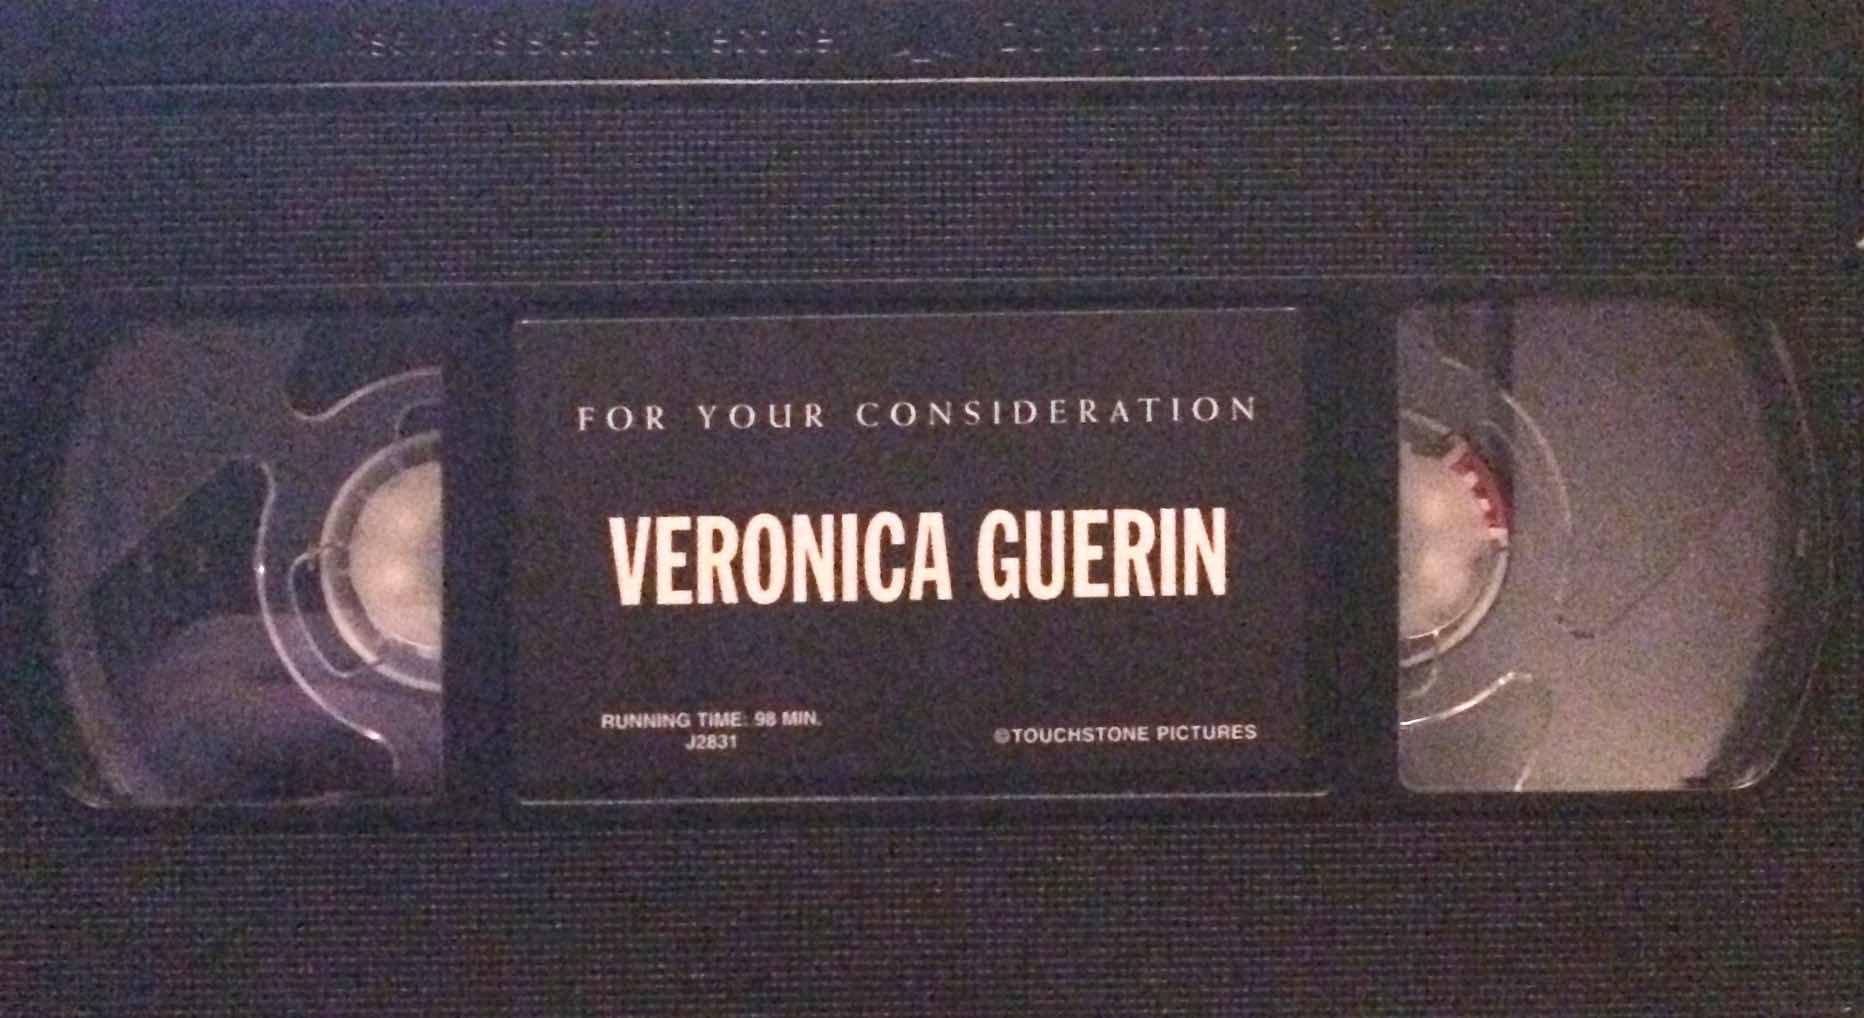 FOR YOUR CONSIDERATION
VERONICA GUERIN
RUNNING TIME: 98 MIN.
J2831
©TOUCHSTONE PICTURES